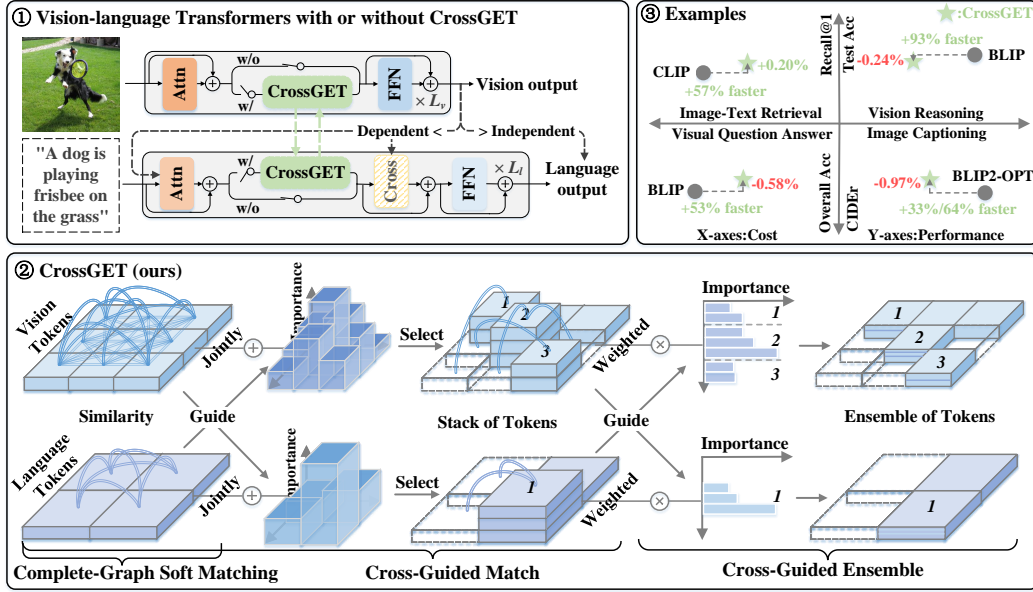 ① Vision-language Transformers with or without CrossGET
w/o
Attn
w/
CrossGET
FFN
× Lᵥ
Vision output
Dependent <
> Independent
"A dog is
playing
frisbee on
the grass"
Attn
w/
CrossGET
w/o
Cross
FFN
× Lₗ
Language
output
③ Examples
Recall@1
Test Acc
:CrossGET
CLIP
+0.20%
+57% faster
+93% faster
-0.24%
BLIP
Image-Text Retrieval
Vision Reasoning
Visual Question Answer
Image Captioning
BLIP
-0.58%
+53% faster
Overall Acc
CIDEr
-0.97%
BLIP2-OPT
+33%/64% faster
X-axes:Cost
Y-axes:Performance
② CrossGET (ours)
Vision
Tokens
Jointly
Importance
Select
1
2
3
Weighted
Importance
1
2
3
1
2
3
Similarity
Guide
Stack of Tokens
Guide
Ensemble of Tokens
Language
Tokens
Jointly
Importance
Select
1
Weighted
Importance
1
1
Complete-Graph Soft Matching
Cross-Guided Match
Cross-Guided Ensemble